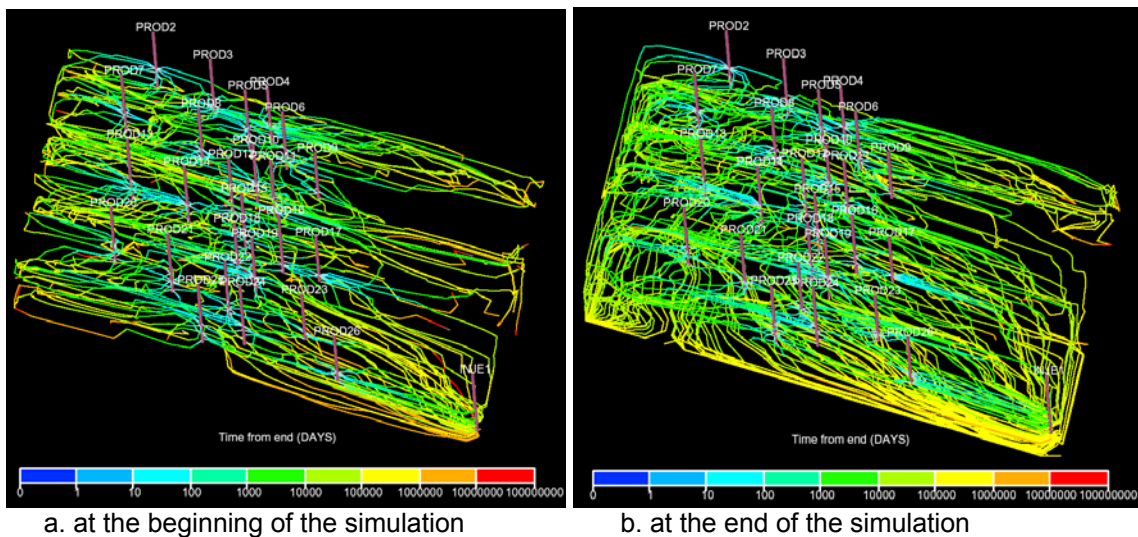 PROD2
PROD3
PROD7
PROD5
PROD4
PROD8
PROD6
PROD13
PROD10
PROD12
PROD11
PROD9
PROD14
PROD15
PROD20
PROD18
PROD16
PROD21
PROD19
PROD17
PROD22
PROD24
PROD23
PROD26
INJE1
Time from end (DAYS)
0 1 10 100 1000 10000 100000 1000000 10000000 100000000
a. at the beginning of the simulation
PROD2
PROD3
PROD7
PROD5
PROD4
PROD8
PROD6
PROD13
PROD10
PROD12
PROD11
PROD9
PROD14
PROD15
PROD20
PROD18
PROD16
PROD21
PROD19
PROD17
PROD22
PROD24
PROD23
INJE1
Time from end (DAYS)
0 1 10 100 1000 10000 100000 1000000 10000000 100000000
b. at the end of the simulation